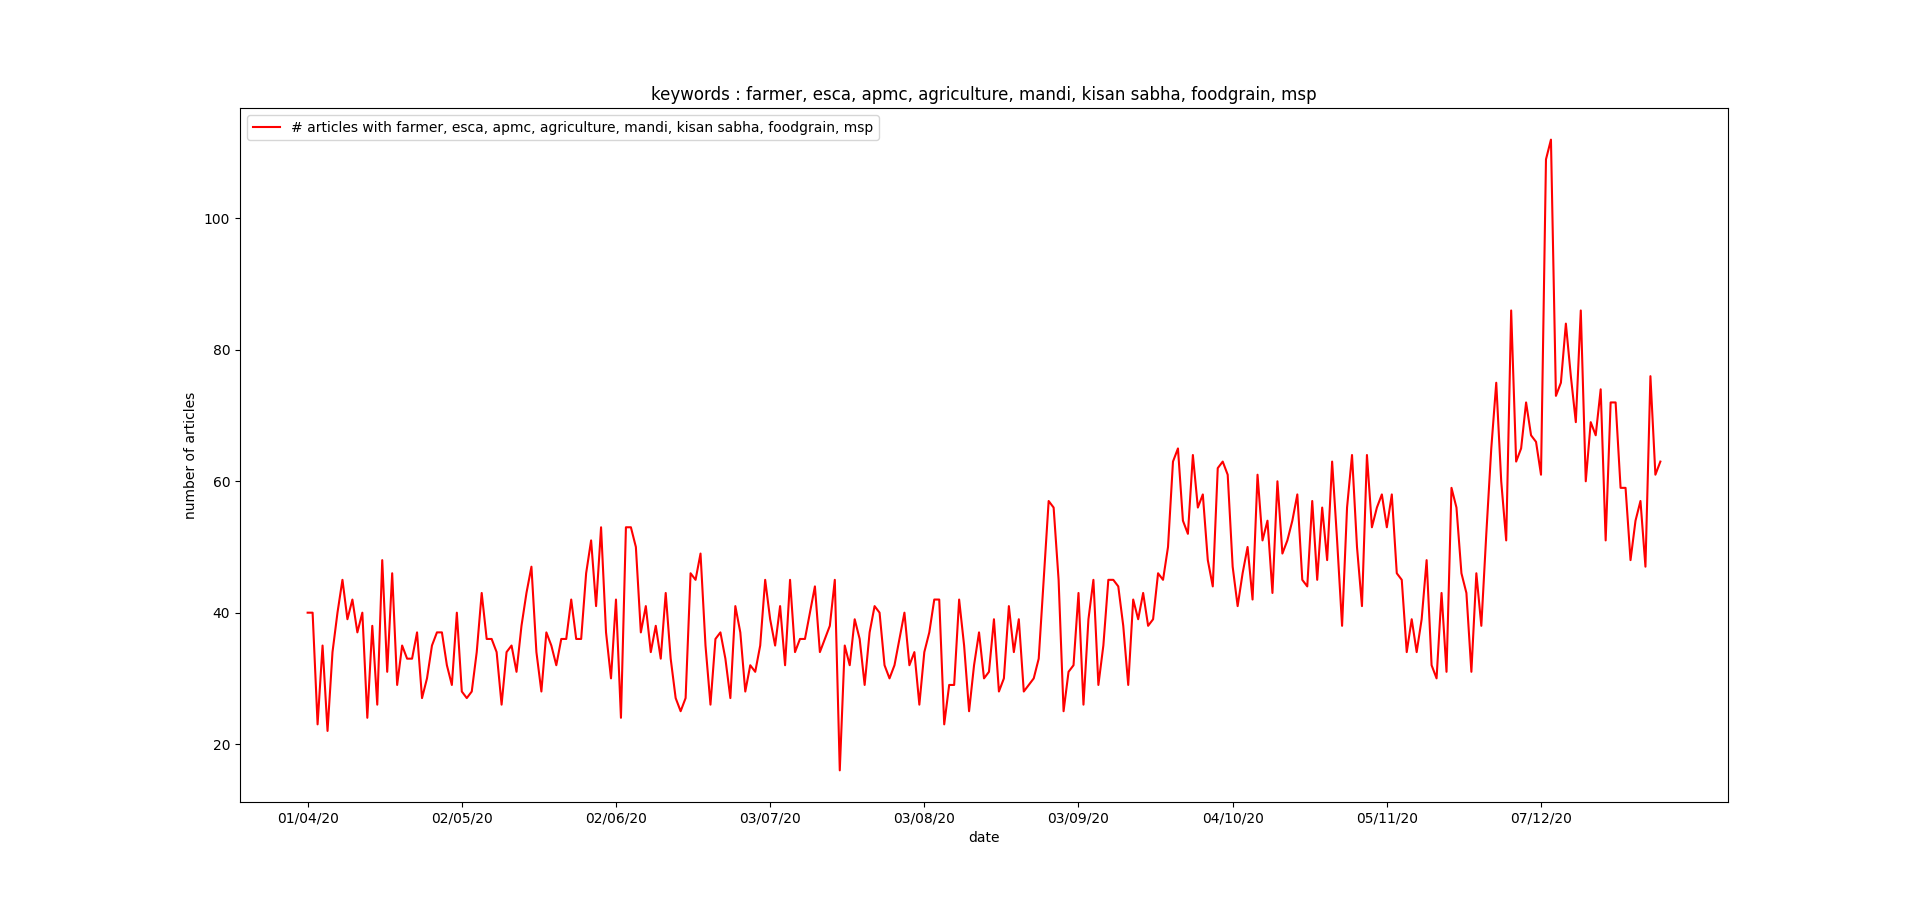 keywords : farmer, esca, apmc, agriculture, mandi, kisan sabha, foodgrain, msp
# articles with farmer, esca, apmc, agriculture, mandi, kisan sabha, foodgrain, msp
number of articles
100
80
60
40
20
01/04/20 02/05/20 02/06/20 03/07/20 03/08/20 03/09/20 04/10/20 05/11/20 07/12/20
date